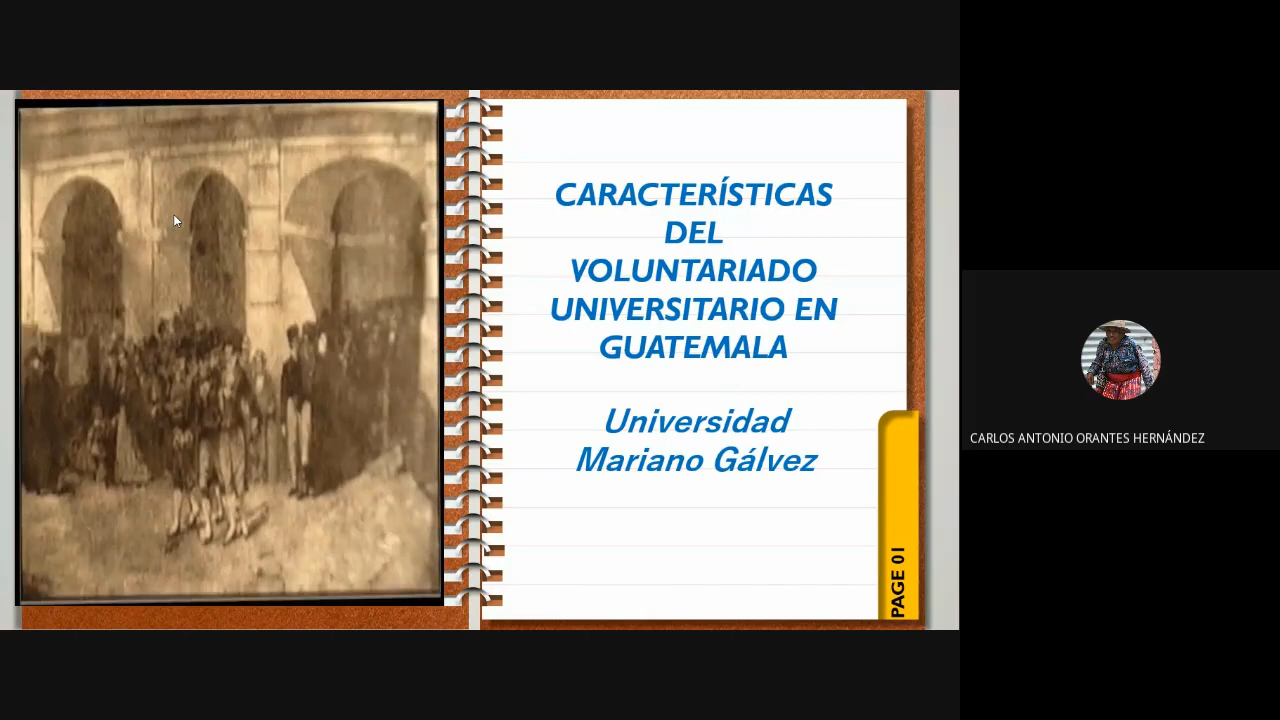 CARACTERÍSTICAS
DEL
VOLUNTARIADO
UNIVERSITARIO EN
GUATEMALA
Universidad
Mariano Gálvez
PAGE 01
CARLOS ANTONIO ORANTES HERNÁNDEZ